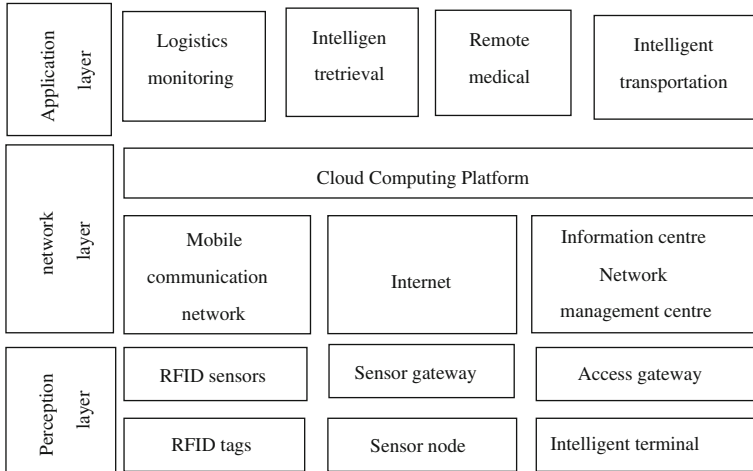 Application
layer
Logistics
monitoring
Intelligen
tretrieval
Remote
medical
Intelligent
transportation
network
layer
Cloud Computing Platform
Mobile
communication
network
Internet
Information centre
Network
management centre
Perception
layer
RFID sensors
Sensor gateway
Access gateway
RFID tags
Sensor node
Intelligent terminal